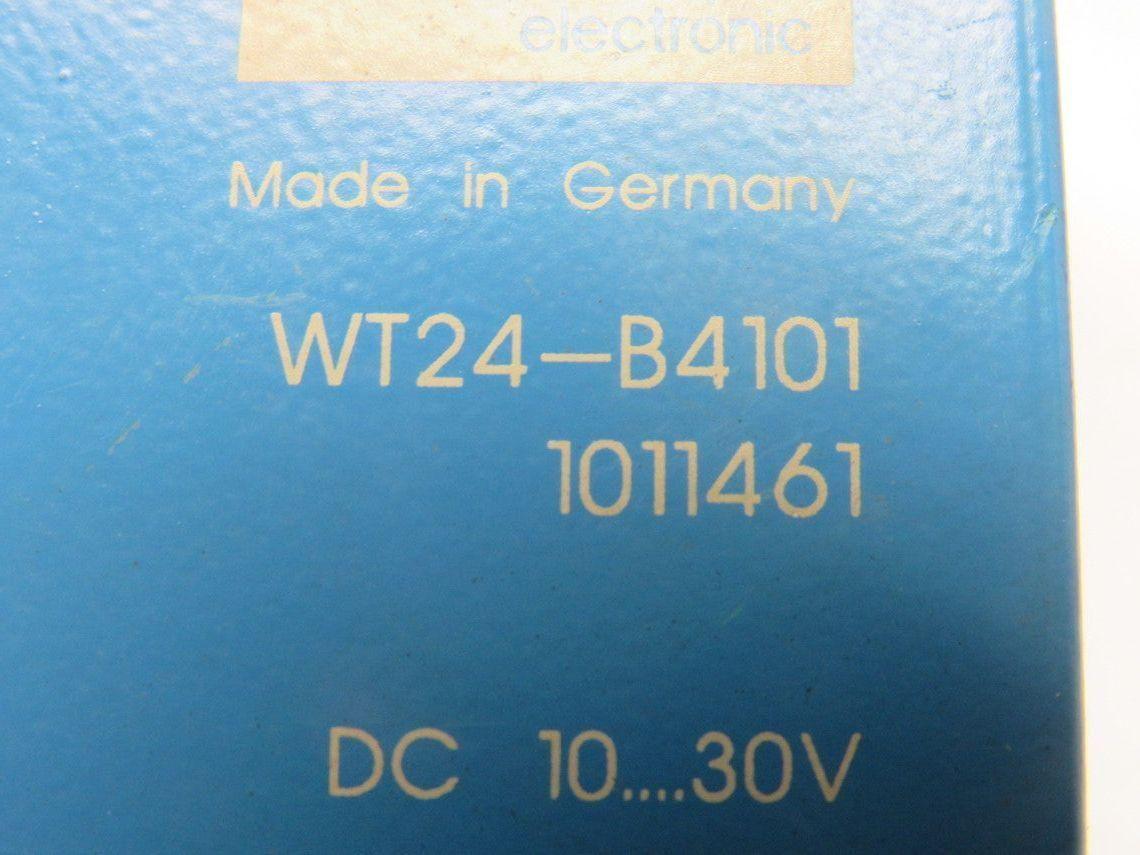 electronic
Made in Germany
WT24-B4101
1011461
DC 10....30V